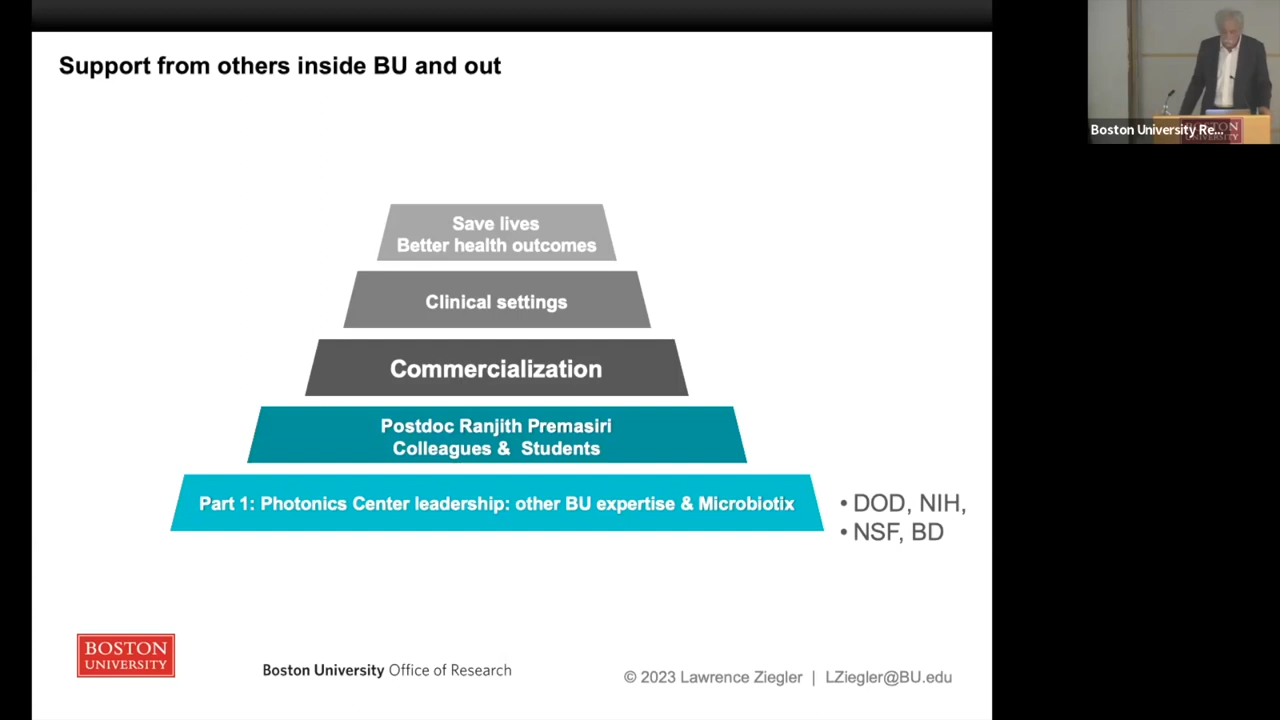 Support from others inside BU and out
Save lives
Better health outcomes
Clinical settings
Commercialization
Postdoc Ranjith Premasiri
Colleagues & Students
Part 1: Photonics Center leadership: other BU expertise & Microbiotix
• DOD, NIH,
• NSF, BD
BOSTON
UNIVERSITY
Boston University Office of Research
© 2023 Lawrence Ziegler | LZiegler@BU.edu
BOSTON
UNIVERSITY
Boston University Re...